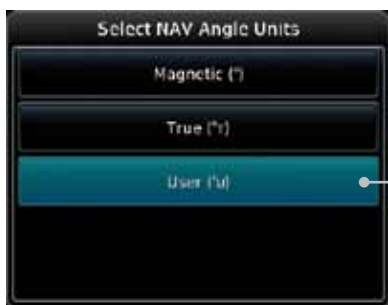 Select NAV Angle Units
Magnetic (°)
True (°T)
User (°u)